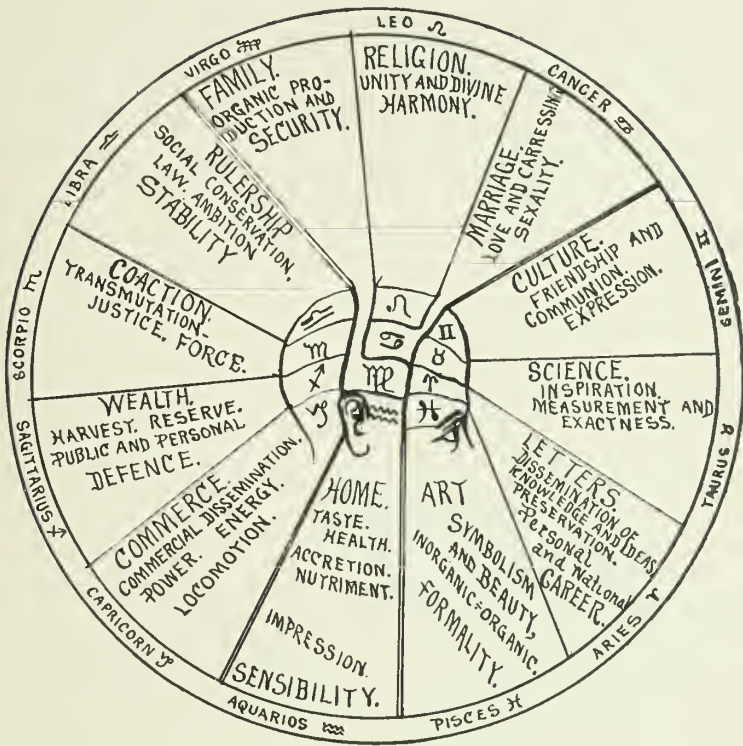 LEO ♌
CANCER ♋
GEMINI ♊
TAURUS ♉
ARIES ♈
PISCES ♓
AQUARIOS ♒
CAPRICORN ♑
SAGITTARIUS ♐
SCORPIO ♏
LIBRA ♎
VIRGO ♍
RELIGION.
UNITY AND DIVINE
HARMONY.
MARRIAGE.
LOVE AND CARRESSING
SEXALITY.
CULTURE.
FRIENDSHIP AND
COMMUNION.
EXPRESSION.
SCIENCE.
INSPIRATION.
MEASUREMENT AND
EXACTNESS.
LETTERS
DISSEMINATION OF
KNOWLEDGE AND IDEAS
PRESERVATION.
Personal
and National
CAREER.
ART
SYMBOLISM
AND BEAUTY,
INORGANIC=ORGANIC.
FORMALITY.
HOME.
TASTE.
HEALTH.
ACCRETION.
NUTRIMENT.
IMPRESSION.
SENSIBILITY.
COMMERCE.
COMMERCIAL DISSEMINATION.
POWER. ENERGY.
LOCOMOTION.
WEALTH.
HARVEST. RESERVE.
PUBLIC AND PERSONAL
DEFENCE.
COACTION.
TRANSMUTATION.
JUSTICE. FORCE.
RULERSHIP
SOCIAL CONSERVATION
LAW. AMBITION.
STABILITY
FAMILY.
ORGANIC PRO-
DUCTION AND
SECURITY.
♎ ♌
♏ ♋ ♊
♐ ♍ ♉
♑ ♒ ♈
♓